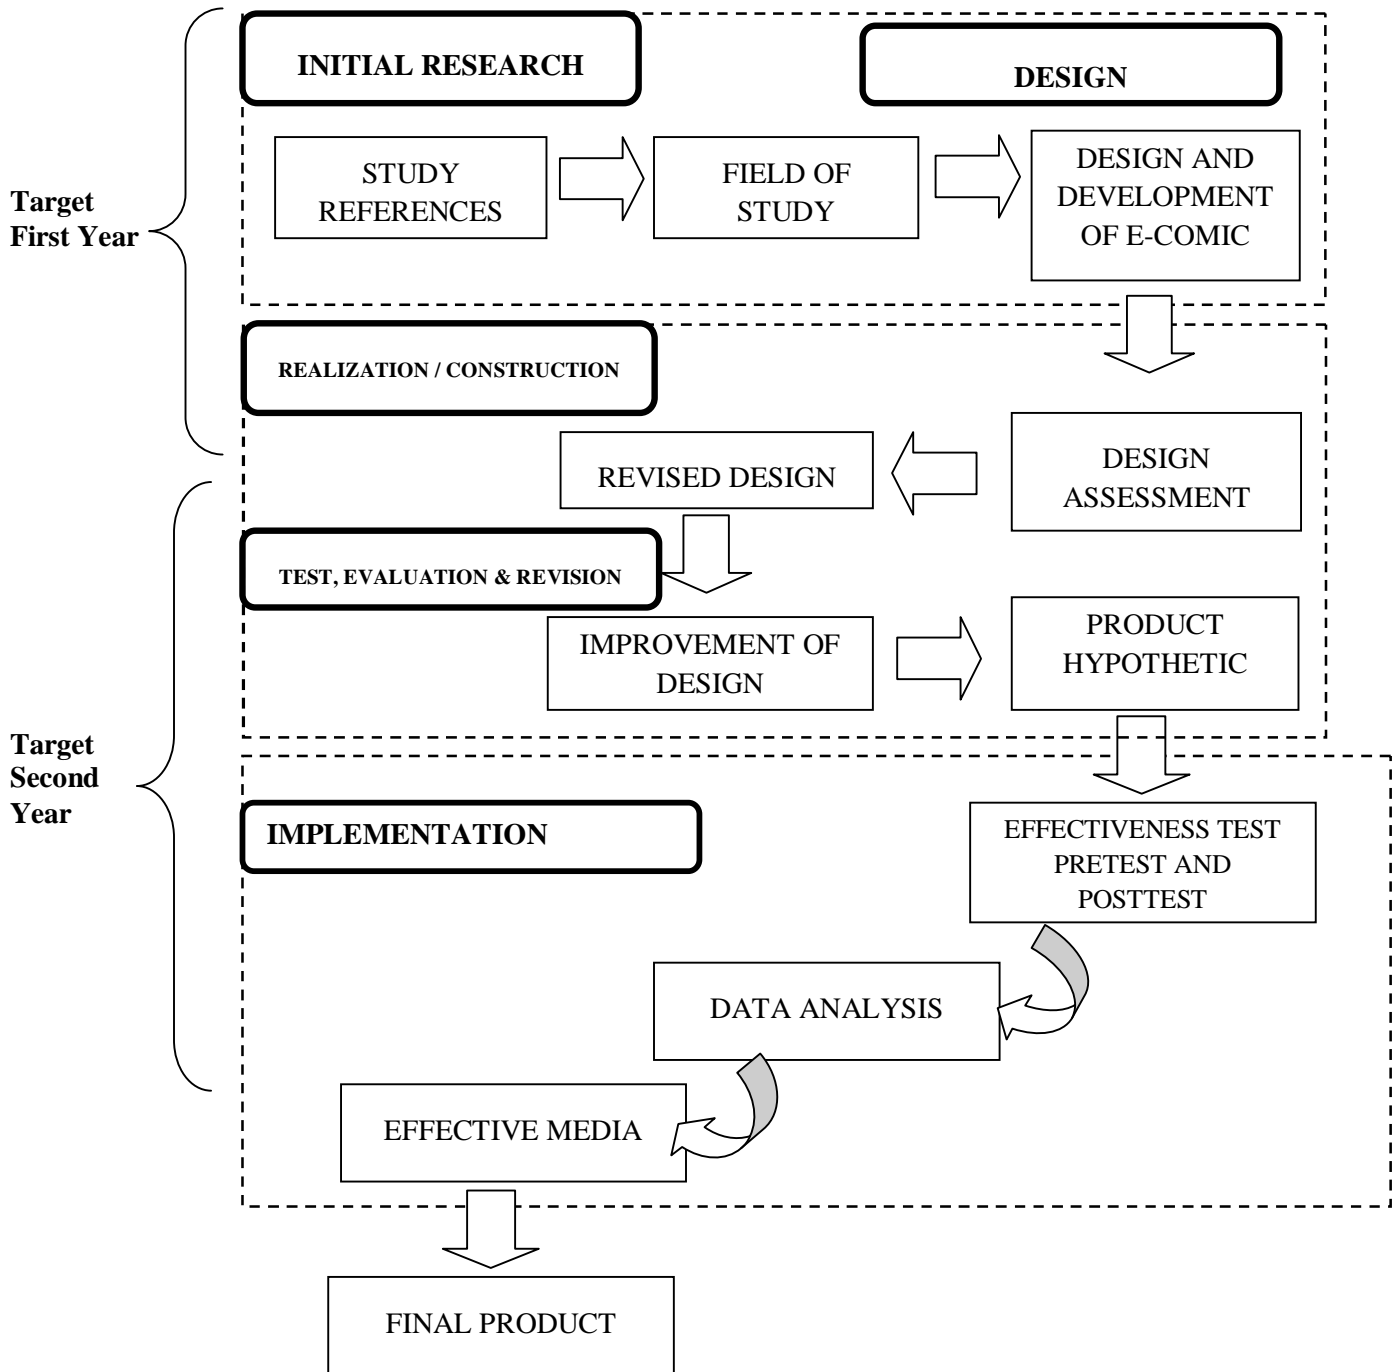 INITIAL RESEARCH
DESIGN
STUDY
REFERENCES
FIELD OF
STUDY
DESIGN AND
DEVELOPMENT
OF E-COMIC
Target
First Year
REALIZATION / CONSTRUCTION
REVISED DESIGN
DESIGN
ASSESSMENT
TEST, EVALUATION & REVISION
IMPROVEMENT OF
DESIGN
PRODUCT
HYPOTHETIC
Target
Second
Year
IMPLEMENTATION
EFFECTIVENESS TEST
PRETEST AND
POSTTEST
DATA ANALYSIS
EFFECTIVE MEDIA
FINAL PRODUCT